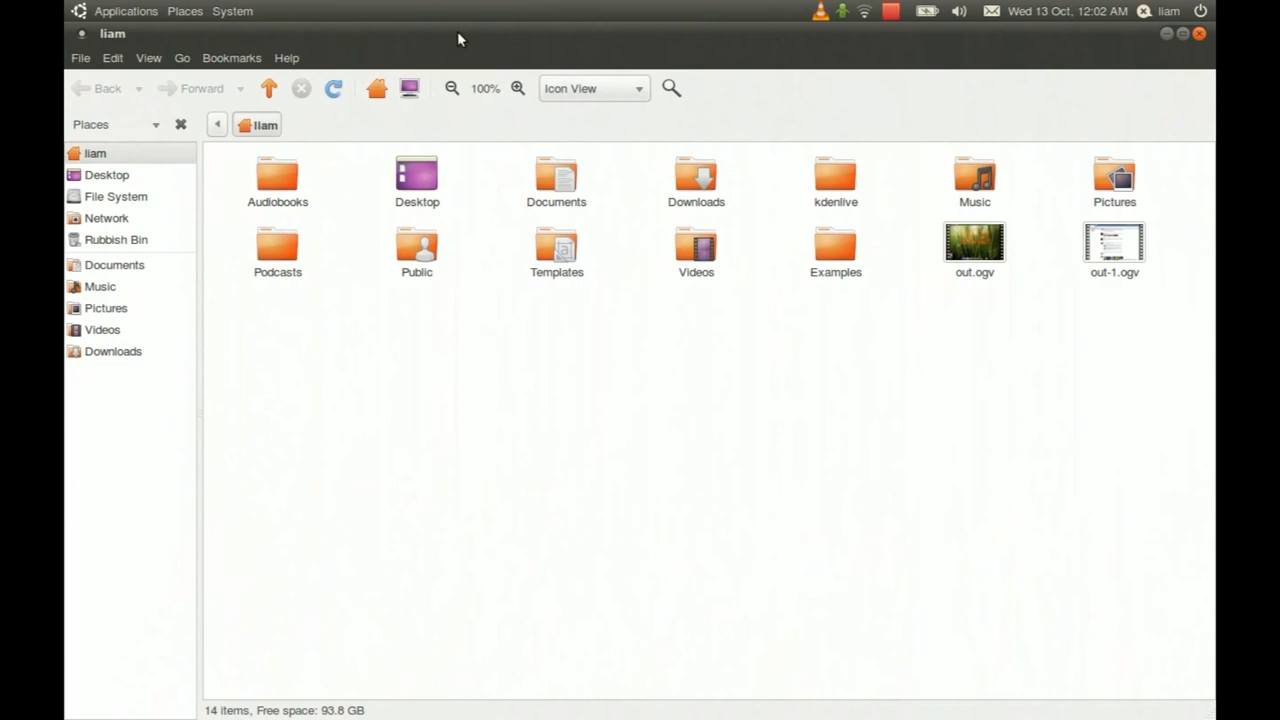 Applications Places System Wed 13 Oct, 12:02 AM liam
liam
File Edit View Go Bookmarks Help
Back Forward 100% Icon View
Places liam
liam
Desktop
File System
Network
Rubbish Bin
Documents
Music
Pictures
Videos
Downloads
Audiobooks Desktop Documents Downloads kdenlive Music Pictures
Podcasts Public Templates Videos Examples out.ogv out-1.ogv
14 items, Free space: 93.8 GB